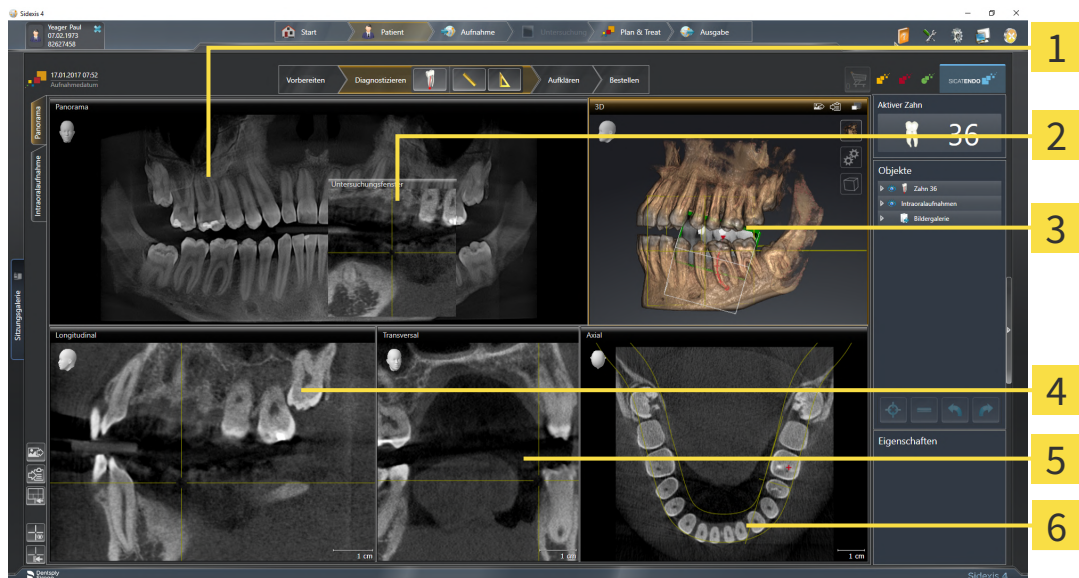 Sidexis 4
Yeager Paul
07.02.1973
82627458
Start
Patient
Aufnahme
Untersuchung
Plan & Treat
Ausgabe
1
17.01.2017 07:52
Aufnahmedatum
Vorbereiten
Diagnostizieren
Aufklären
Bestellen
SICATENDO
Panorama
Intraoralaufnahme
Sitzungsgalerie
Panorama
Untersuchungsfenster
3D
Aktiver Zahn
36
2
Objekte
Zahn 36
Intraoralaufnahmen
Bildergalerie
3
Longitudinal
1 cm
Transversal
1 cm
Axial
1 cm
4
Eigenschaften
5
6
Dentsply
Sirona
Sidexis 4